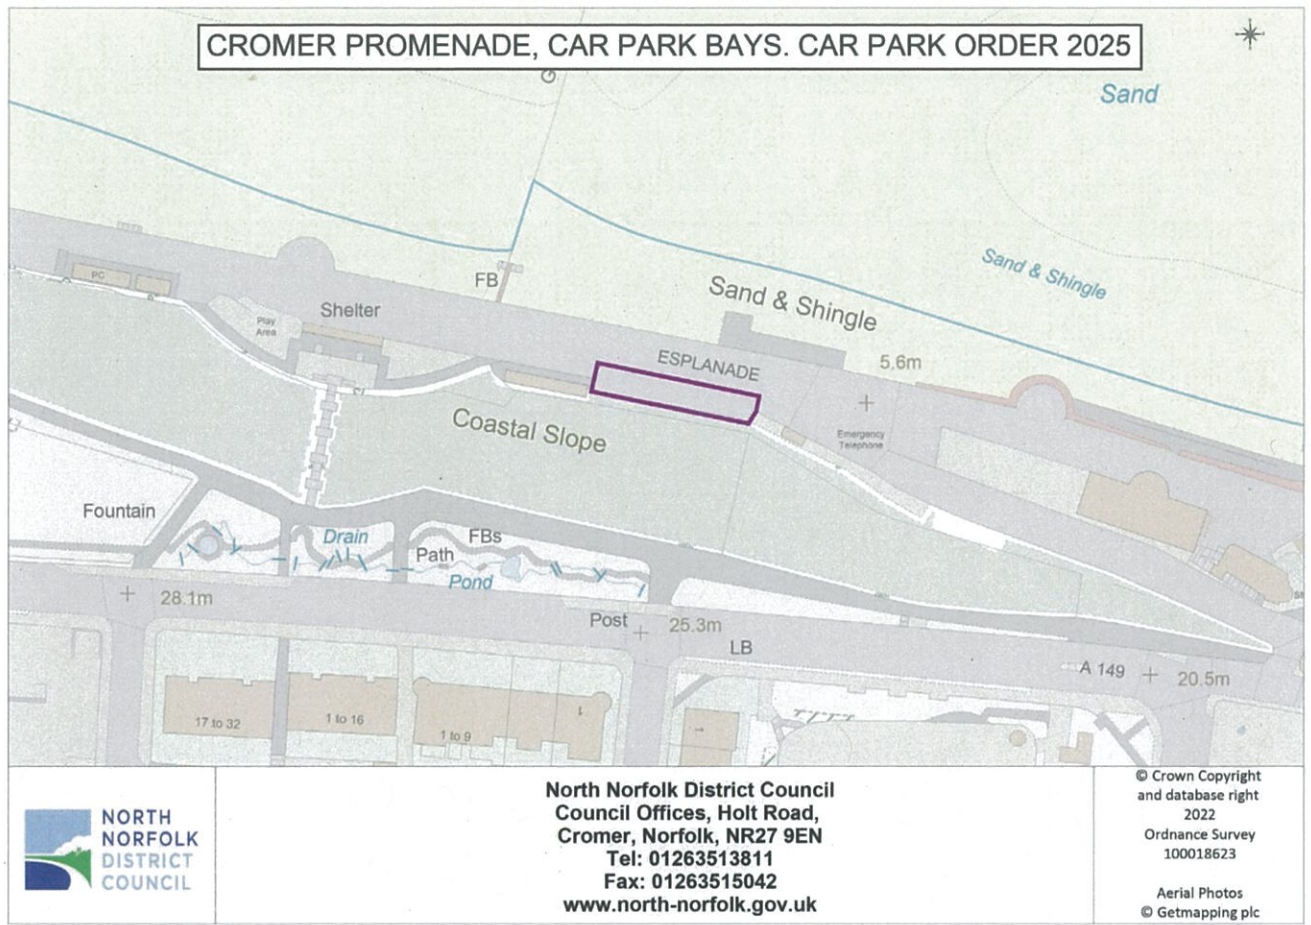 CROMER PROMENADE, CAR PARK BAYS. CAR PARK ORDER 2025
G
Sand
Sand & Shingle
FB
Sand & Shingle
PC
Shelter
Play
Area
ESPLANADE
5.6m
Coastal Slope
Emergency
Telephone
Fountain
Drain
FBs
Path
Pond
28.1m
Post
25.3m
LB
A 149
20.5m
17 to 32
1 to 16
1 to 9
1
1
NORTH
NORFOLK
DISTRICT
COUNCIL
North Norfolk District Council
Council Offices, Holt Road,
Cromer, Norfolk, NR27 9EN
Tel: 01263513811
Fax: 01263515042
www.north-norfolk.gov.uk
© Crown Copyright
and database right
2022
Ordnance Survey
100018623
Aerial Photos
© Getmapping plc